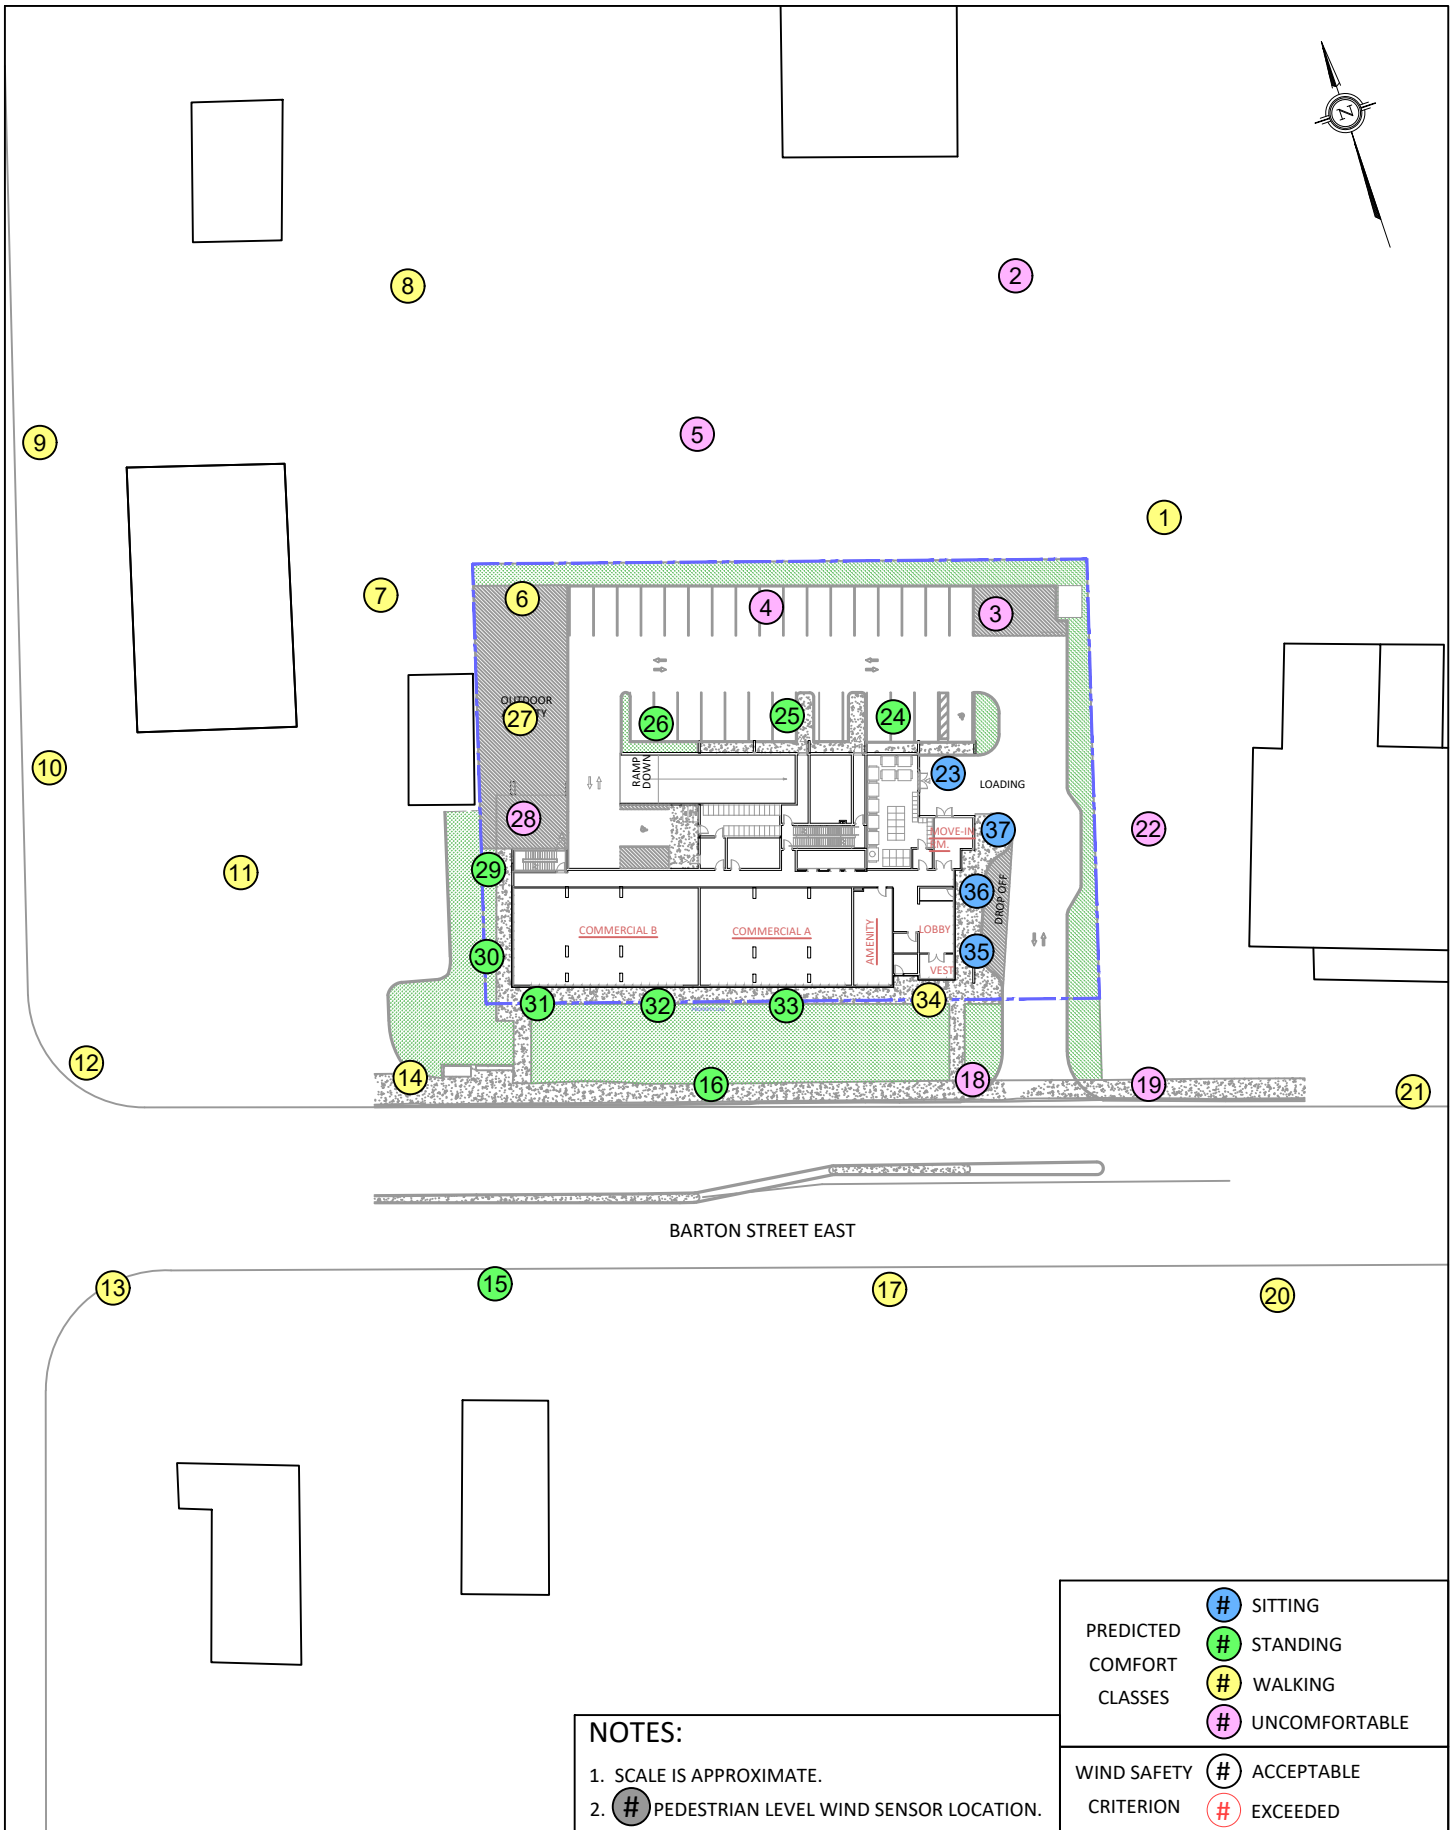 N
8
2
5
9
1
7
6
4
3
OUTDOOR
27
26
25
24
10
RAMP
DOWN
23
LOADING
28
MOVE-IN
RM.
37
22
11
29
36
DROP OFF
COMMERCIAL B
COMMERCIAL A
AMENITY
LOBBY
30
35
VEST.
31
32
33
34
12
14
16
18
19
21
BARTON STREET EAST
13
15
17
20
PREDICTED
COMFORT
CLASSES
# SITTING
# STANDING
# WALKING
# UNCOMFORTABLE
WIND SAFETY
CRITERION
# ACCEPTABLE
# EXCEEDED
NOTES:
1. SCALE IS APPROXIMATE.
2. # PEDESTRIAN LEVEL WIND SENSOR LOCATION.